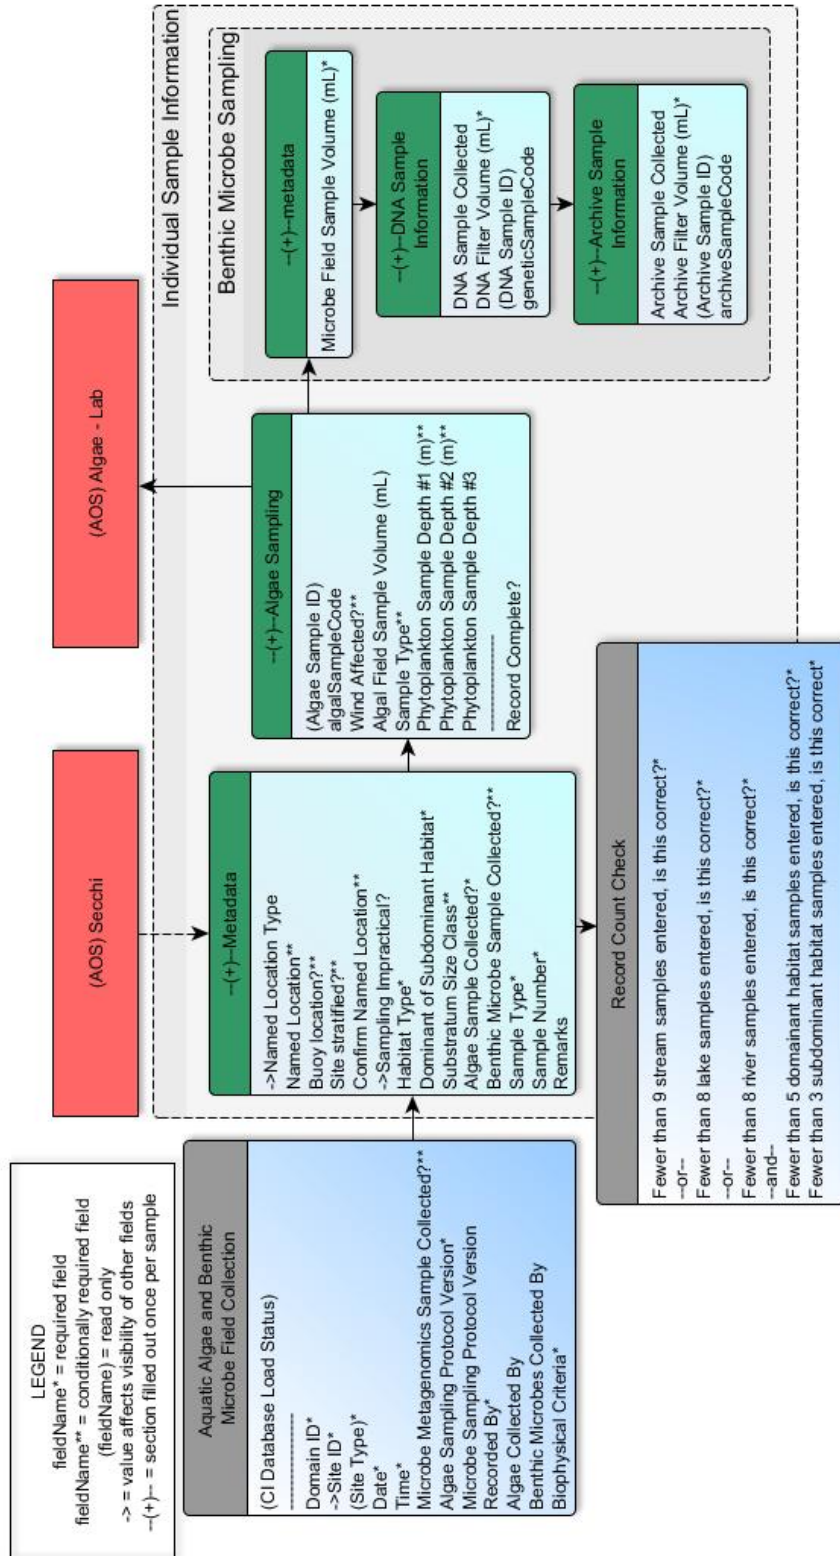 LEGEND
fieldName* = required field
fieldName** = conditionally required field
(fieldName) = read only
-> = value affects visibility of other fields
--(+)-- = section filled out once per sample
Aquatic Algae and Benthic
Microbe Field Collection
(CI Database Load Status)
--------------------
Domain ID*
->Site ID*
(Site Type)*
Date*
Time*
Microbe Metagenomics Sample Collected?**
Algae Sampling Protocol Version*
Microbe Sampling Protocol Version
Recorded By*
Algae Collected By
Benthic Microbes Collected By
Biophysical Criteria*
(AOS) Secchi
(AOS) Algae - Lab
Individual Sample Information
--(+)--Metadata
->Named Location Type
Named Location**
Buoy location?**
Site stratified?**
Confirm Named Location**
->Sampling Impractical?
Habitat Type*
Dominant of Subdominant Habitat*
Substratum Size Class**
Algae Sample Collected?*
Benthic Microbe Sample Collected?**
Sample Type*
Sample Number*
Remarks
--(+)--Algae Sampling
(Algae Sample ID)
algalSampleCode
Wind Affected?**
Algal Field Sample Volume (mL)
Sample Type**
Phytoplankton Sample Depth #1 (m)**
Phytoplankton Sample Depth #2 (m)**
Phytoplankton Sample Depth #3
---------------
Record Complete?
Benthic Microbe Sampling
--(+)--metadata
Microbe Field Sample Volume (mL)*
--(+)--DNA Sample
Information
DNA Sample Collected
DNA Filter Volume (mL)*
(DNA Sample ID)
geneticSampleCode
--(+)--Archive Sample
Information
Archive Sample Collected
Archive Filter Volume (mL)*
(Archive Sample ID)
archiveSampleCode
Record Count Check
Fewer than 9 stream samples entered, is this correct?*
--or--
Fewer than 8 lake samples entered, is this correct?*
--or--
Fewer than 8 river samples entered, is this correct?*
--and--
Fewer than 5 domainant habitat samples entered, is this correct?*
Fewer than 3 subdominant habitat samples entered, is this correct*